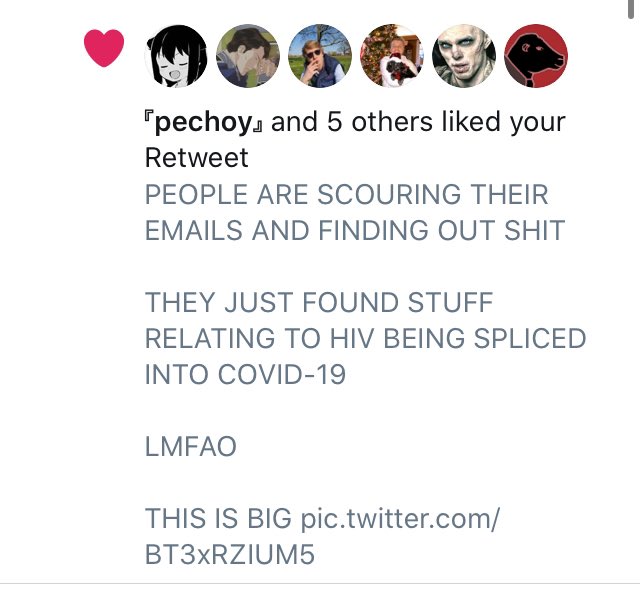 『pechoy』 and 5 others liked your
Retweet
PEOPLE ARE SCOURING THEIR
EMAILS AND FINDING OUT SHIT
THEY JUST FOUND STUFF
RELATING TO HIV BEING SPLICED
INTO COVID-19
LMFAO
THIS IS BIG pic.twitter.com/
BT3xRZIUM5